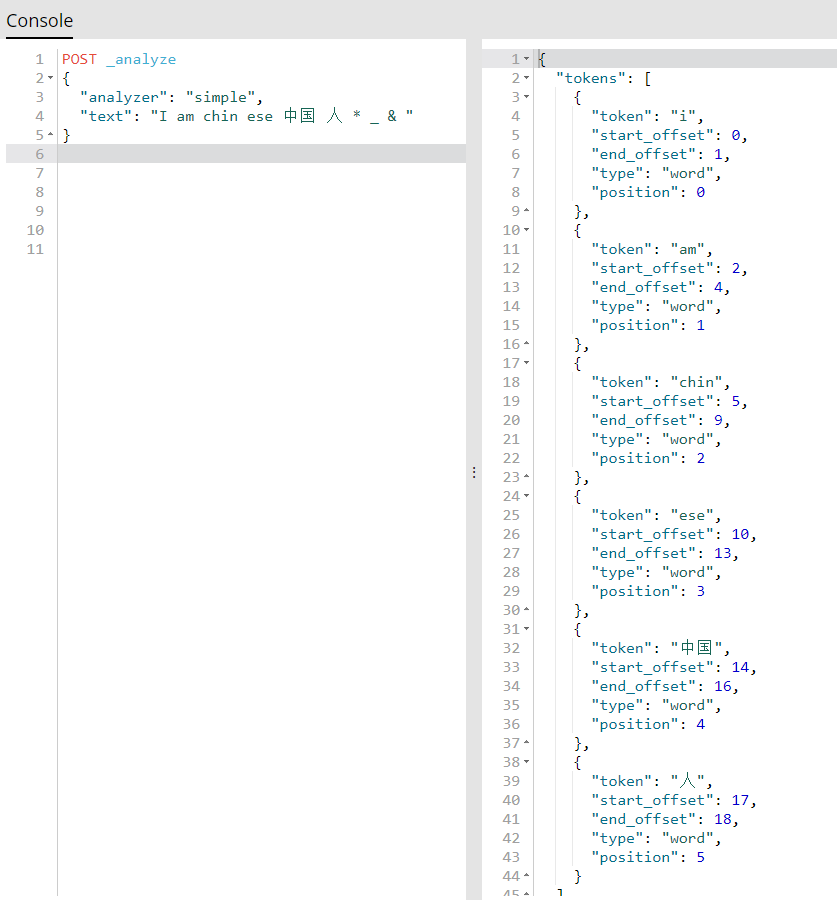 Console
1 POST _analyze
2 {
3 "analyzer": "simple",
4 "text": "I am chin ese 中国 人 * _ & "
5 }
6
7
8
9
10
11
1 {
2 "tokens": [
3 {
4 "token": "i",
5 "start_offset": 0,
6 "end_offset": 1,
7 "type": "word",
8 "position": 0
9 },
10 {
11 "token": "am",
12 "start_offset": 2,
13 "end_offset": 4,
14 "type": "word",
15 "position": 1
16 },
17 {
18 "token": "chin",
19 "start_offset": 5,
20 "end_offset": 9,
21 "type": "word",
22 "position": 2
23 },
24 {
25 "token": "ese",
26 "start_offset": 10,
27 "end_offset": 13,
28 "type": "word",
29 "position": 3
30 },
31 {
32 "token": "中国",
33 "start_offset": 14,
34 "end_offset": 16,
35 "type": "word",
36 "position": 4
37 },
38 {
39 "token": "人",
40 "start_offset": 17,
41 "end_offset": 18,
42 "type": "word",
43 "position": 5
44 }
45 ]